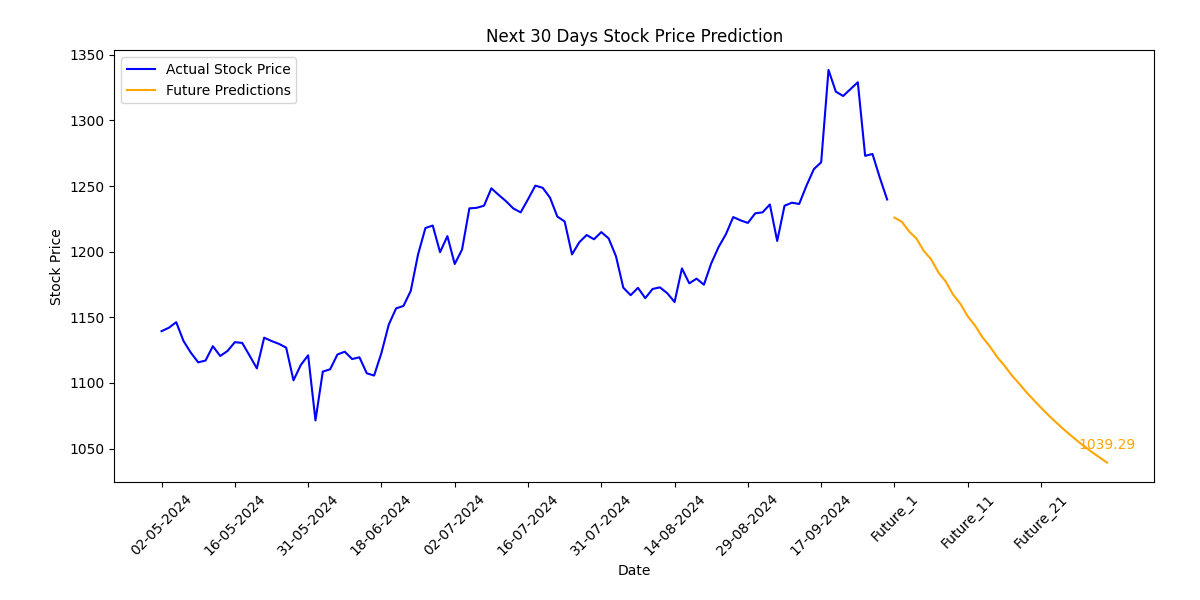 Next 30 Days Stock Price Prediction
Actual Stock Price
Future Predictions
1350
1300
1250
1200
1150
1100
1050
Stock Price
1039.29
02-05-2024
16-05-2024
31-05-2024
18-06-2024
02-07-2024
16-07-2024
31-07-2024
14-08-2024
29-08-2024
17-09-2024
Future_1
Future_11
Future_21
Date